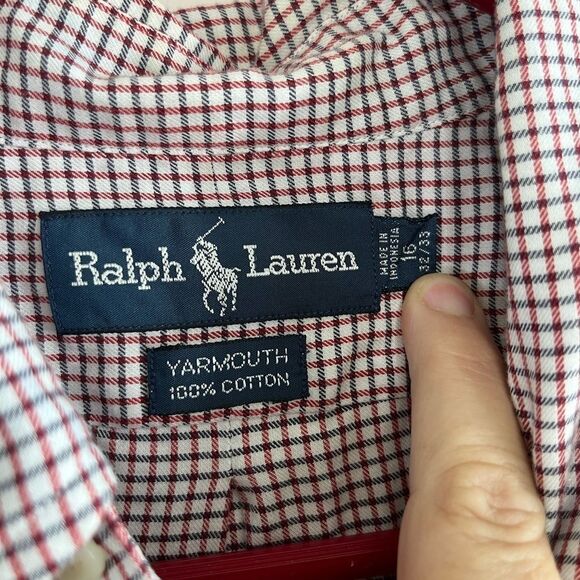 Ralph Lauren
MADE IN
INDONESIA
16
32/33
YARMOUTH
100% COTTON